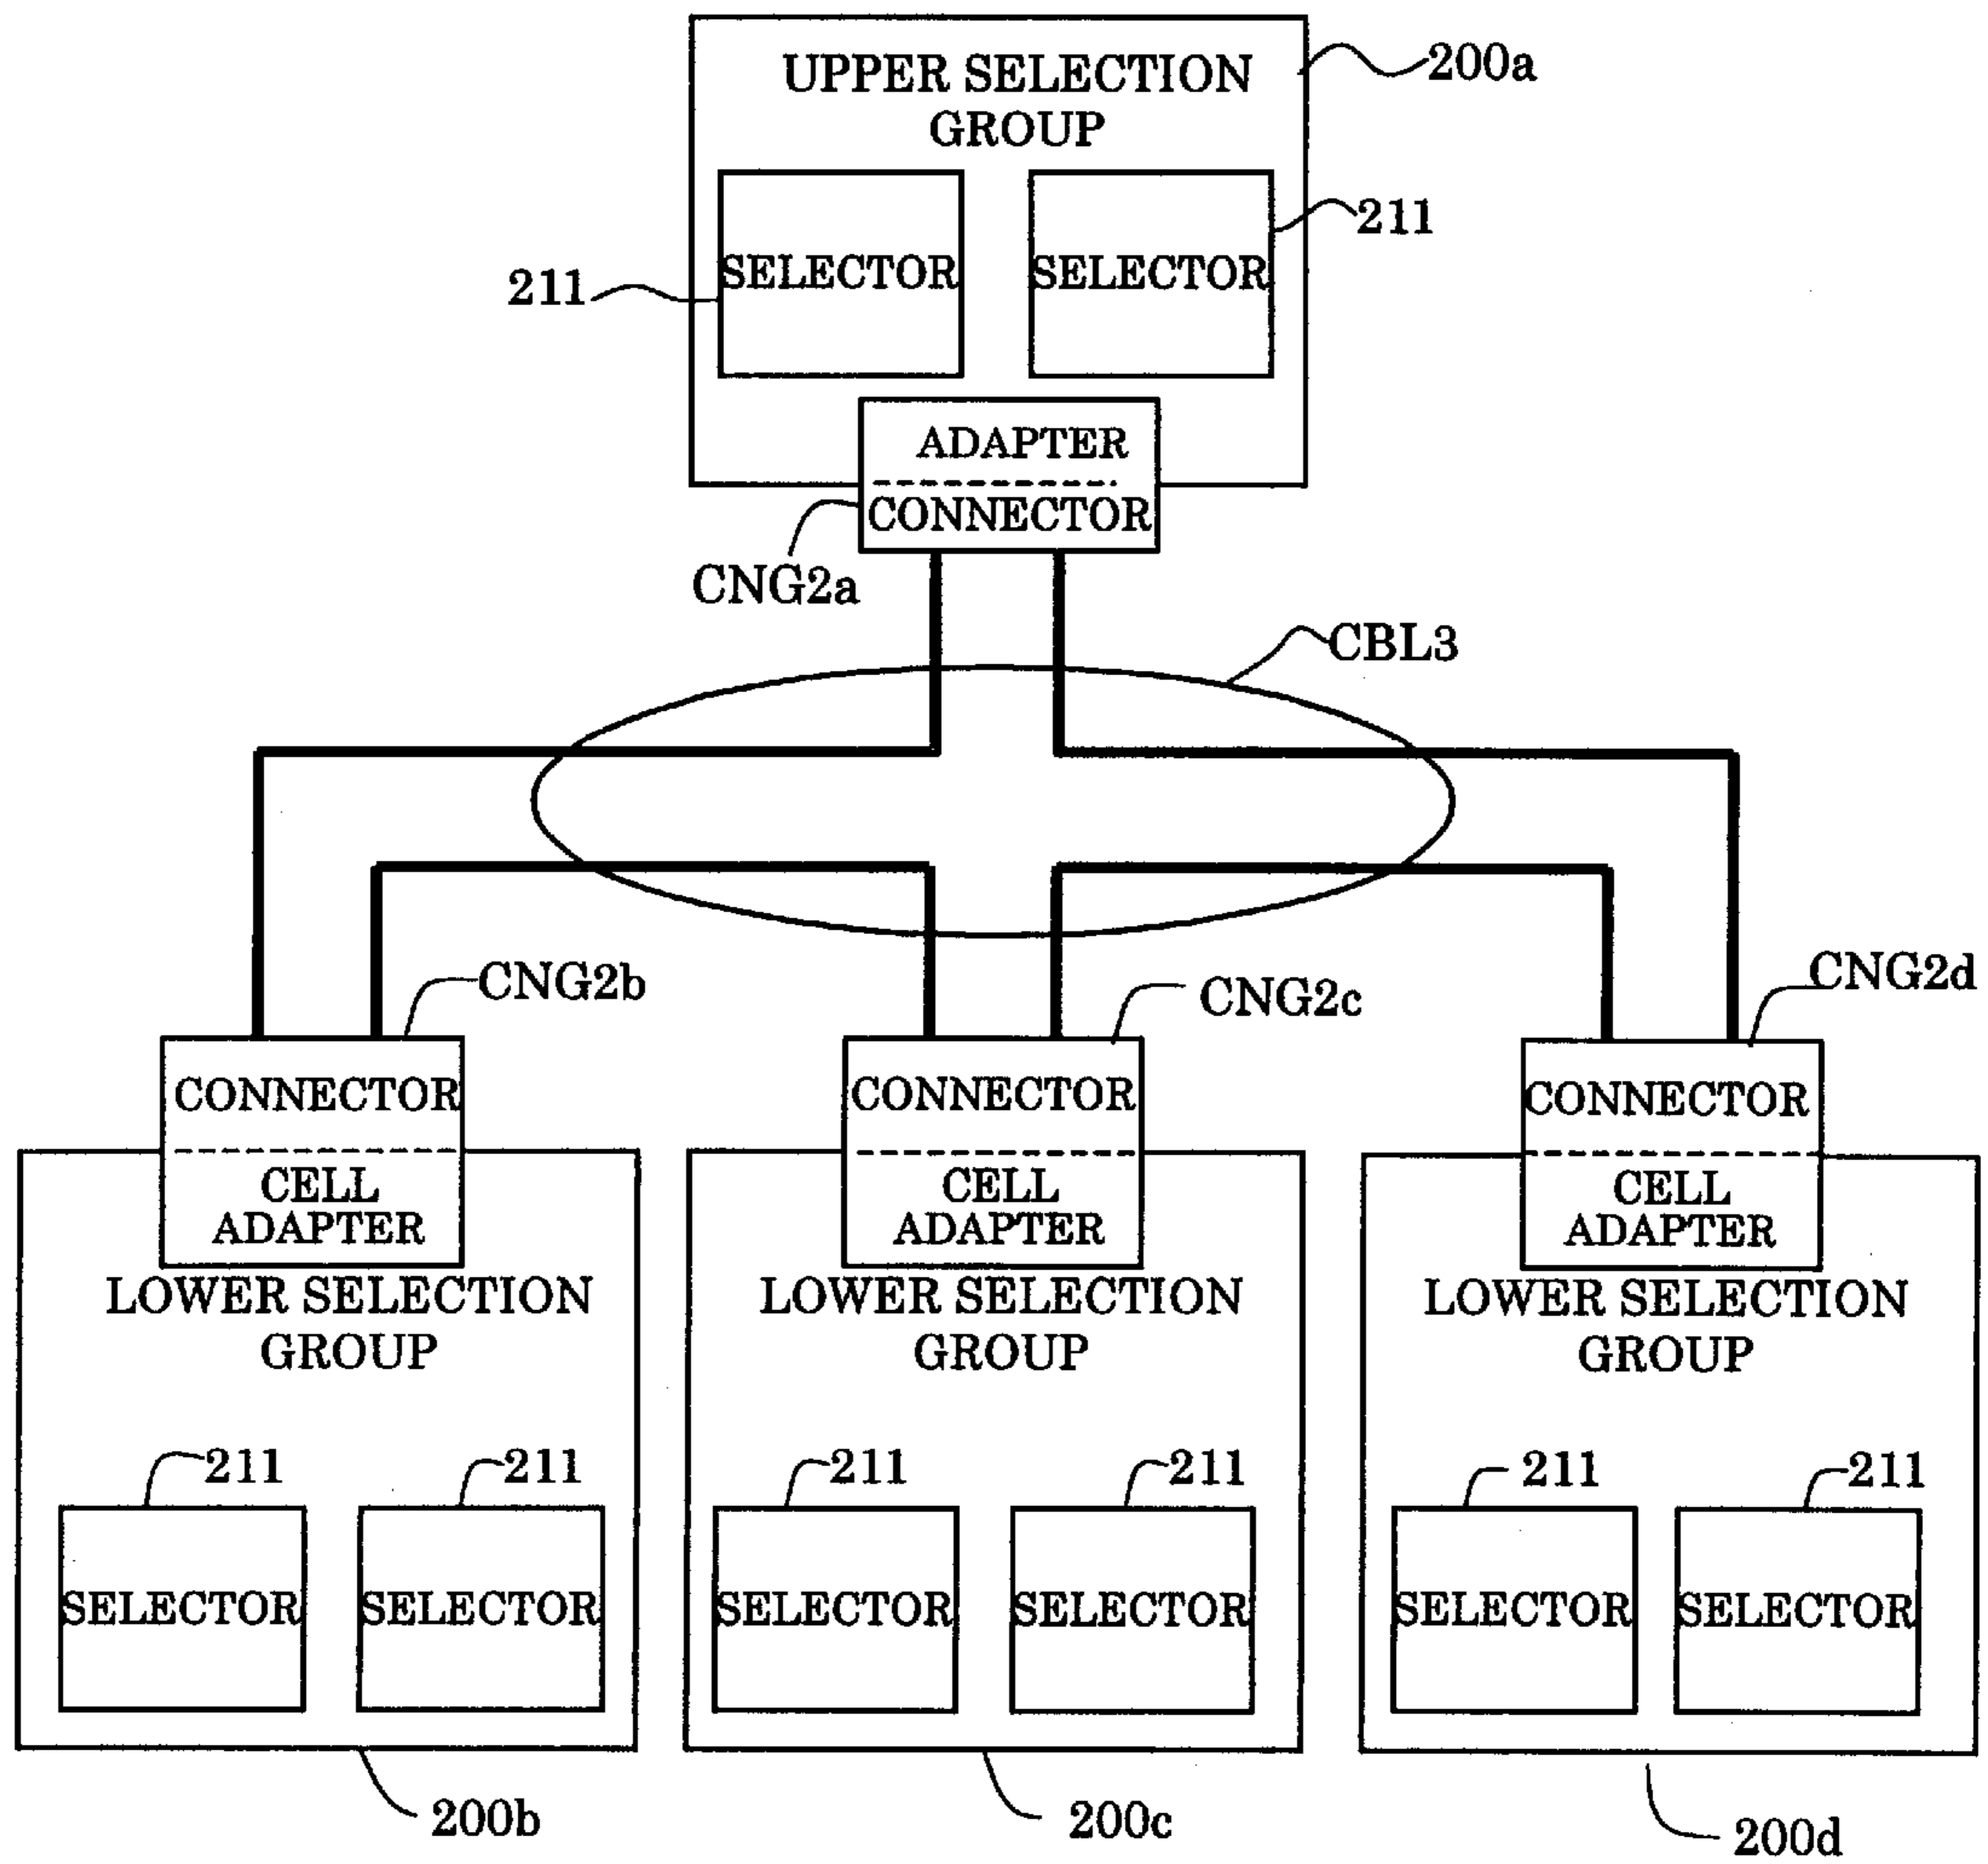 UPPER SELECTION
GROUP
200a
SELECTOR
SELECTOR
211
211
ADAPTER
CONNECTOR
CNG2a
CBL3
CNG2b
CNG2c
CNG2d
CONNECTOR
CELL
ADAPTER
CONNECTOR
CELL
ADAPTER
CONNECTOR
CELL
ADAPTER
LOWER SELECTION
GROUP
LOWER SELECTION
GROUP
LOWER SELECTION
GROUP
211
211
211
211
211
211
SELECTOR
SELECTOR
SELECTOR
SELECTOR
SELECTOR
SELECTOR
200b
200c
200d